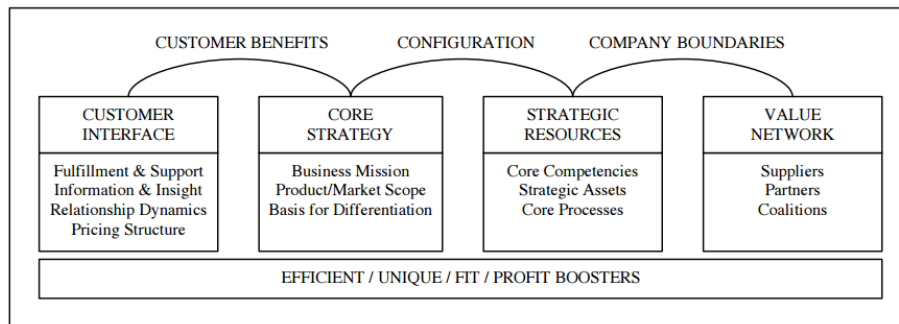 CUSTOMER BENEFITS
CONFIGURATION
COMPANY BOUNDARIES
CUSTOMER
INTERFACE
Fulfillment & Support
Information & Insight
Relationship Dynamics
Pricing Structure
CORE
STRATEGY
Business Mission
Product/Market Scope
Basis for Differentiation
STRATEGIC
RESOURCES
Core Competencies
Strategic Assets
Core Processes
VALUE
NETWORK
Suppliers
Partners
Coalitions
EFFICIENT / UNIQUE / FIT / PROFIT BOOSTERS